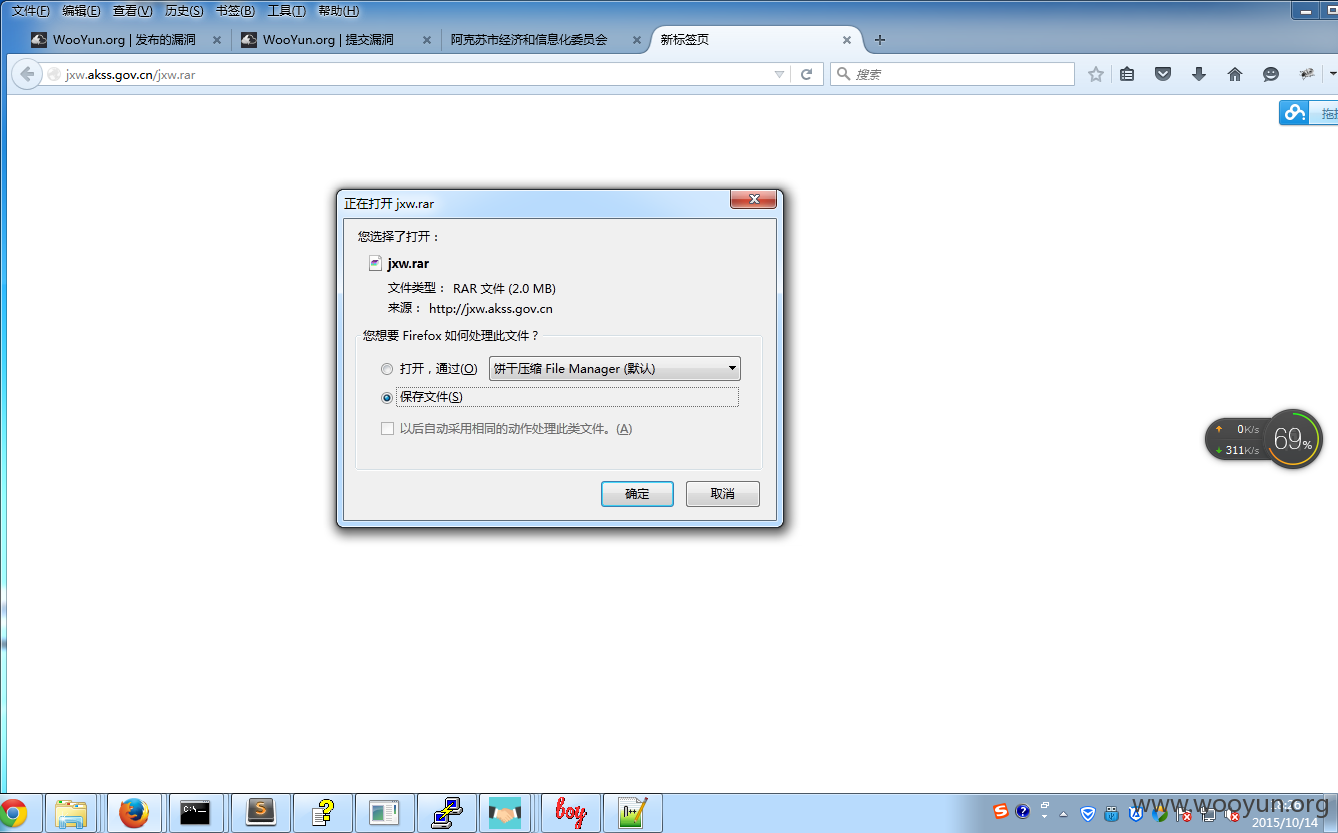 文件(F) 编辑(E) 查看(V) 历史(S) 书签(B) 工具(T) 帮助(H)
WooYun.org | 发布的漏洞 WooYun.org | 提交漏洞 阿克苏市经济和信息化委员会 新标签页
jxw.akss.gov.cn/jxw.rar 搜索
正在打开 jxw.rar
您选择了打开：
jxw.rar
文件类型： RAR 文件 (2.0 MB)
来源： http://jxw.akss.gov.cn
您想要 Firefox 如何处理此文件？
打开，通过(O) 饼干压缩 File Manager (默认)
保存文件(S)
以后自动采用相同的动作处理此类文件。(A)
确定 取消
0K/s
311K/s
69%
C:\
S
boy
www.wooyun.org
2015/10/14